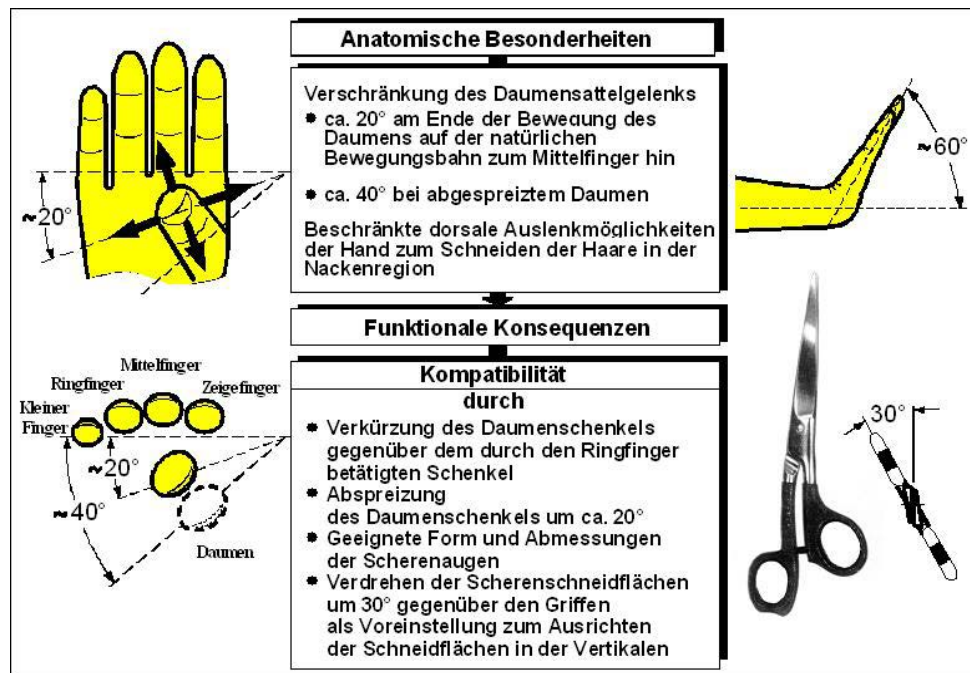 Anatomische Besonderheiten
Verschränkung des Daumensattelgelenks
• ca. 20° am Ende der Bewegung des
Daumens auf der natürlichen
Bewegungsbahn zum Mittelfinger hin
• ca. 40° bei abgespreiztem Daumen
Beschränkte dorsale Auslenkmöglichkeiten
der Hand zum Schneiden der Haare in der
Nackenregion
~20°
~60°
Funktionale Konsequenzen
Kompatibilität
durch
• Verkürzung des Daumenschenkels
gegenüber dem durch den Ringfinger
betätigten Schenkel
• Abspreizung
des Daumenschenkels um ca. 20°
• Geeignete Form und Abmessungen
der Scherenaugen
• Verdrehen der Scherenschneidflächen
um 30° gegenüber den Griffen
als Voreinstellung zum Ausrichten
der Schneidflächen in der Vertikalen
Mittelfinger
Ringfinger
Zeigefinger
Kleiner
Finger
~20°
~40°
Daumen
30°